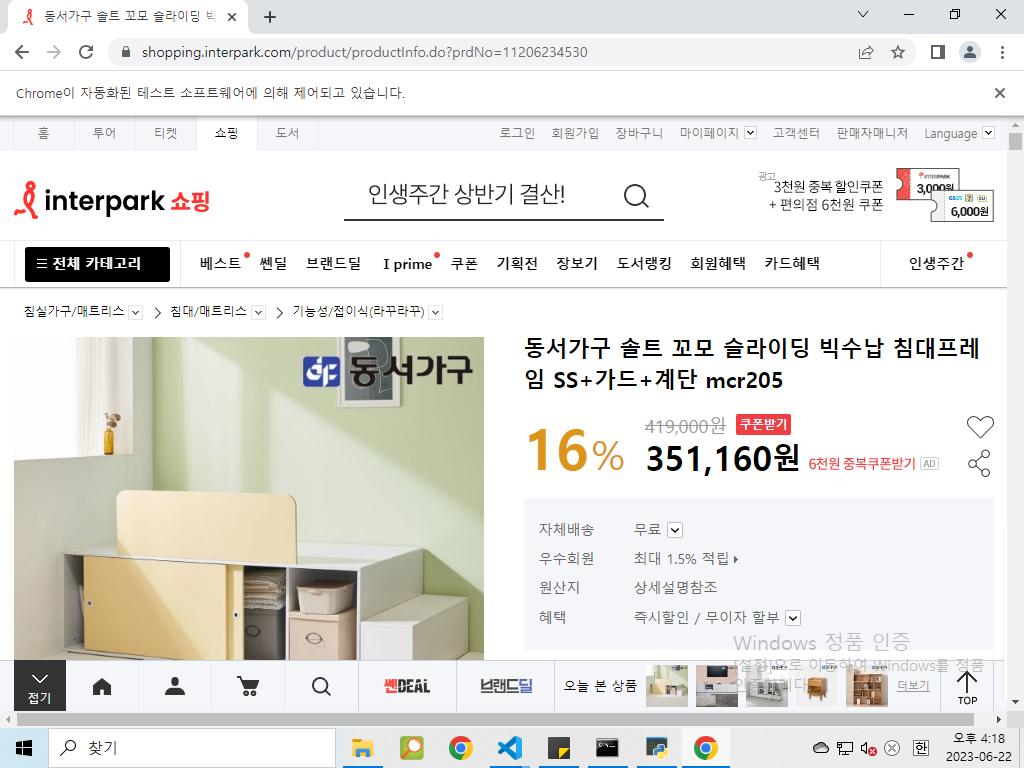 동서가구 솔트 꼬모 슬라이딩 빅
shopping.interpark.com/product/productInfo.do?prdNo=11206234530
Chrome이 자동화된 테스트 소프트웨어에 의해 제어되고 있습니다.
홈 투어 티켓 쇼핑 도서 로그인 회원가입 장바구니 마이페이지 고객센터 판매자매니저 Language
interpark 쇼핑
인생주간 상반기 결산!
광고
3천원 중복 할인쿠폰
+ 편의점 6천원 쿠폰
INTERPARK
3,000원
GS25 CU
6,000원
전체 카테고리 베스트 쎈딜 브랜드딜 I prime 쿠폰 기획전 장보기 도서랭킹 회원혜택 카드혜택 인생주간
침실가구/매트리스 침대/매트리스 기능성/접이식(라꾸라꾸)
동서가구
동서가구 솔트 꼬모 슬라이딩 빅수납 침대프레
임 SS+가드+계단 mcr205
16% 419,000원 쿠폰받기
351,160원 6천원 중복쿠폰받기 AD
자체배송 무료
우수회원 최대 1.5% 적립
원산지 상세설명참조
혜택 즉시할인 / 무이자 할부
Windows 정품 인증
[설정]으로 이동하여 Windows를 정품
접기 쎈DEAL 브랜드딜 오늘 본 상품 더보기 TOP
찾기
한
오후 4:18
2023-06-22